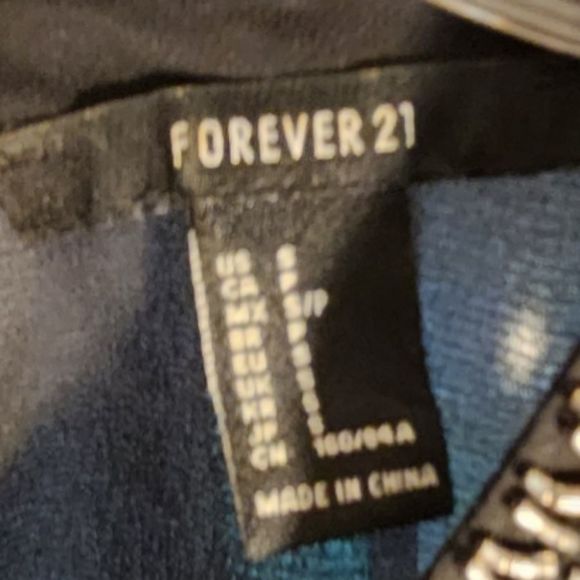 FOREVER 21
US S
CA P
MX S/P
BR P
EU S
UK S
KR S
JP S
CN 160/84A
MADE IN CHINA